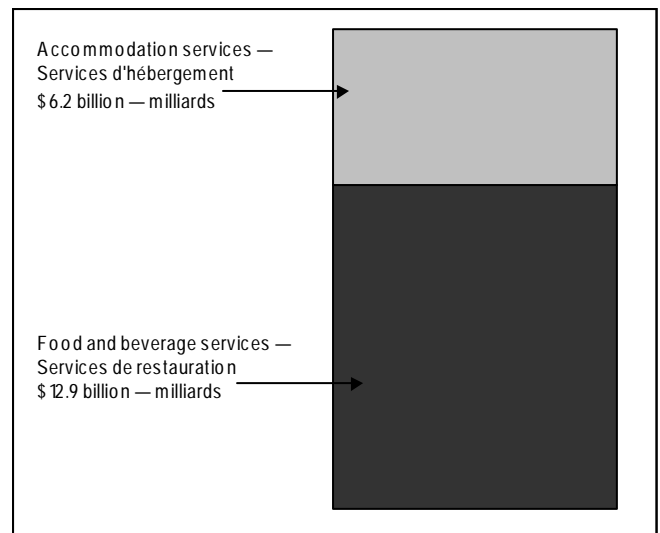 Accommodation services —
Services d'hébergement
$6.2 billion — milliards
Food and beverage services —
Services de restauration
$12.9 billion — milliards